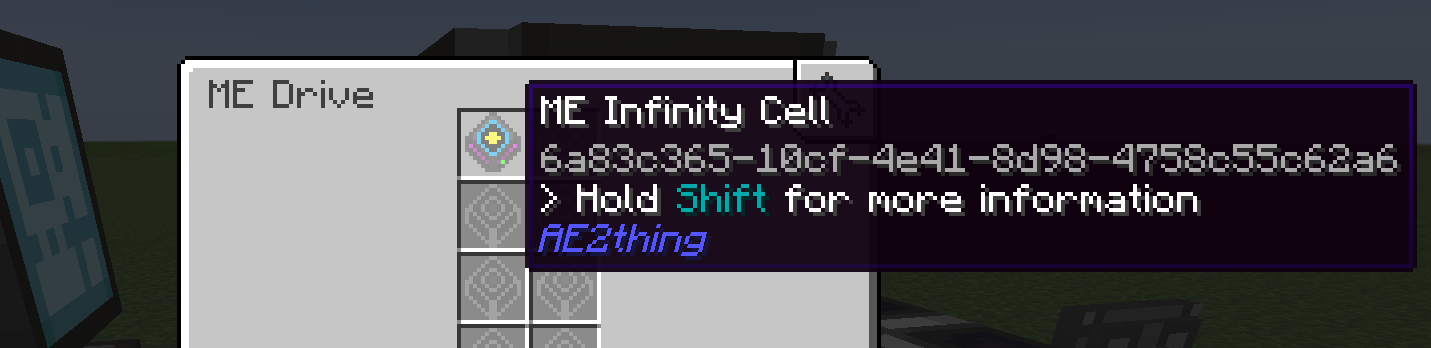 ME Drive
ME Infinity Cell
6a83c365-10cf-4e41-8d98-4758c55c62a6
> Hold Shift for more information
AE2thing